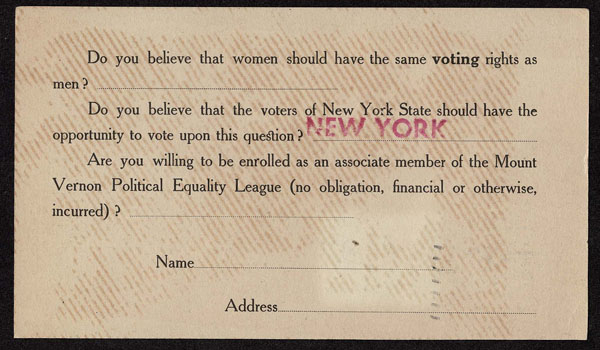 Do you believe that women should have the same voting rights as
men?
Do you believe that the voters of New York State should have the
opportunity to vote upon this question?
NEW YORK
Are you willing to be enrolled as an associate member of the Mount
Vernon Political Equality League (no obligation, financial or otherwise,
incurred) ?
Name
Address